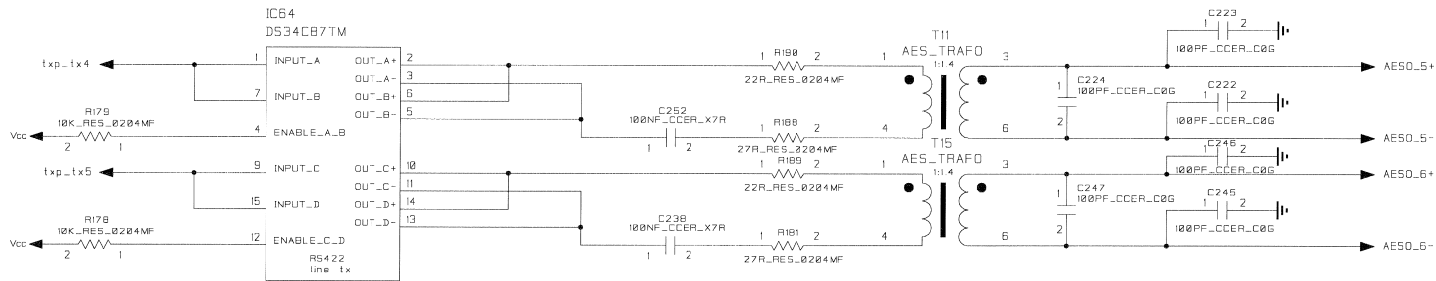 IC64
DS34C87TM
txp_tx4
1 INPUT_A OUT_A+ 2
OUT_A- 3
7 INPUT_B OUT_B+ 6
OUT_B- 5
R179
10K_RES_0204MF
Vcc
2 1
4 ENABLE_A_B
txp_tx5
9 INPUT_C OUT_C+ 10
OUT_C- 11
15 INPUT_D OUT_D+ 14
OUT_D- 13
R178
10K_RES_0204MF
Vcc
2 1
12 ENABLE_C_D
RS422
line tx
R190
1 2
22R_RES_0204MF
C252
100NF_CCER_X7R
1 2
R188
1 2
27R_RES_0204MF
R189
1 2
22R_RES_0204MF
C238
100NF_CCER_X7R
1 2
R181
1 2
27R_RES_0204MF
T11
AES_TRAFO
1:1.4
1 3
4 6
T15
AES_TRAFO
1:1.4
1 3
4 6
C223
1 2
100PF_CCER_C0G
C224
100PF_CCER_C0G
1
2
C222
1 2
100PF_CCER_C0G
AESO_5+
AESO_5-
C246
1 2
100PF_CCER_C0G
C247
100PF_CCER_C0G
1
2
C245
1 2
100PF_CCER_C0G
AESO_6+
AESO_6-